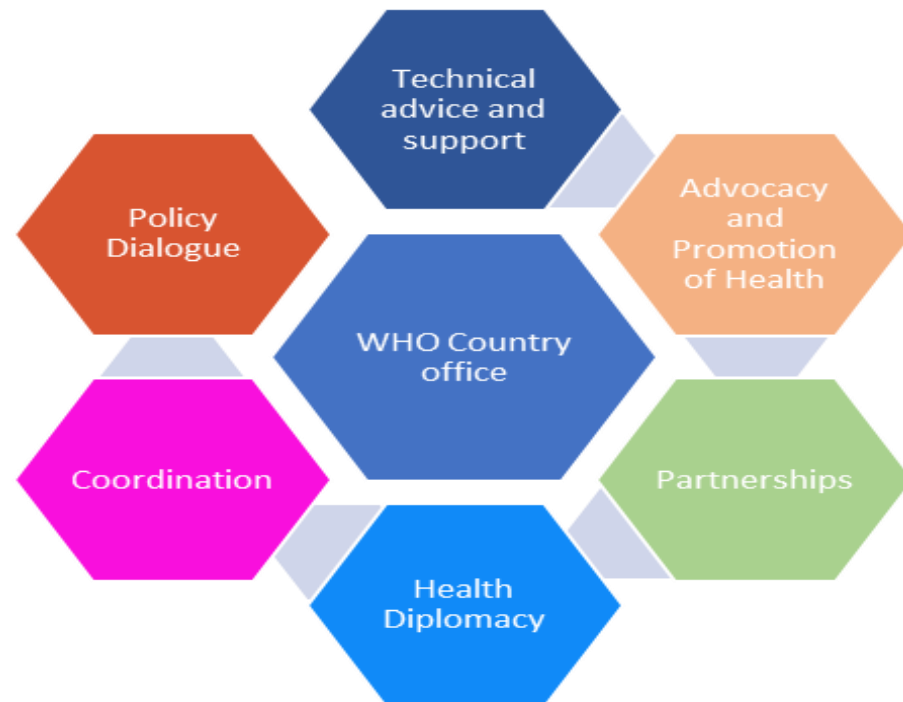 Technical
advice and
support
Advocacy
and
Promotion
of Health
Policy
Dialogue
WHO Country
office
Coordination
Partnerships
Health
Diplomacy